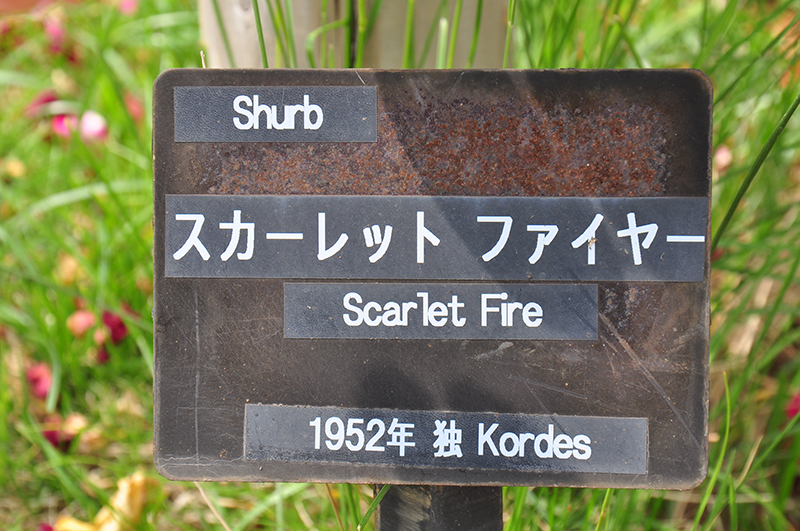 Shurb
スカーレット ファイヤー
Scarlet Fire
1952年 独 Kordes